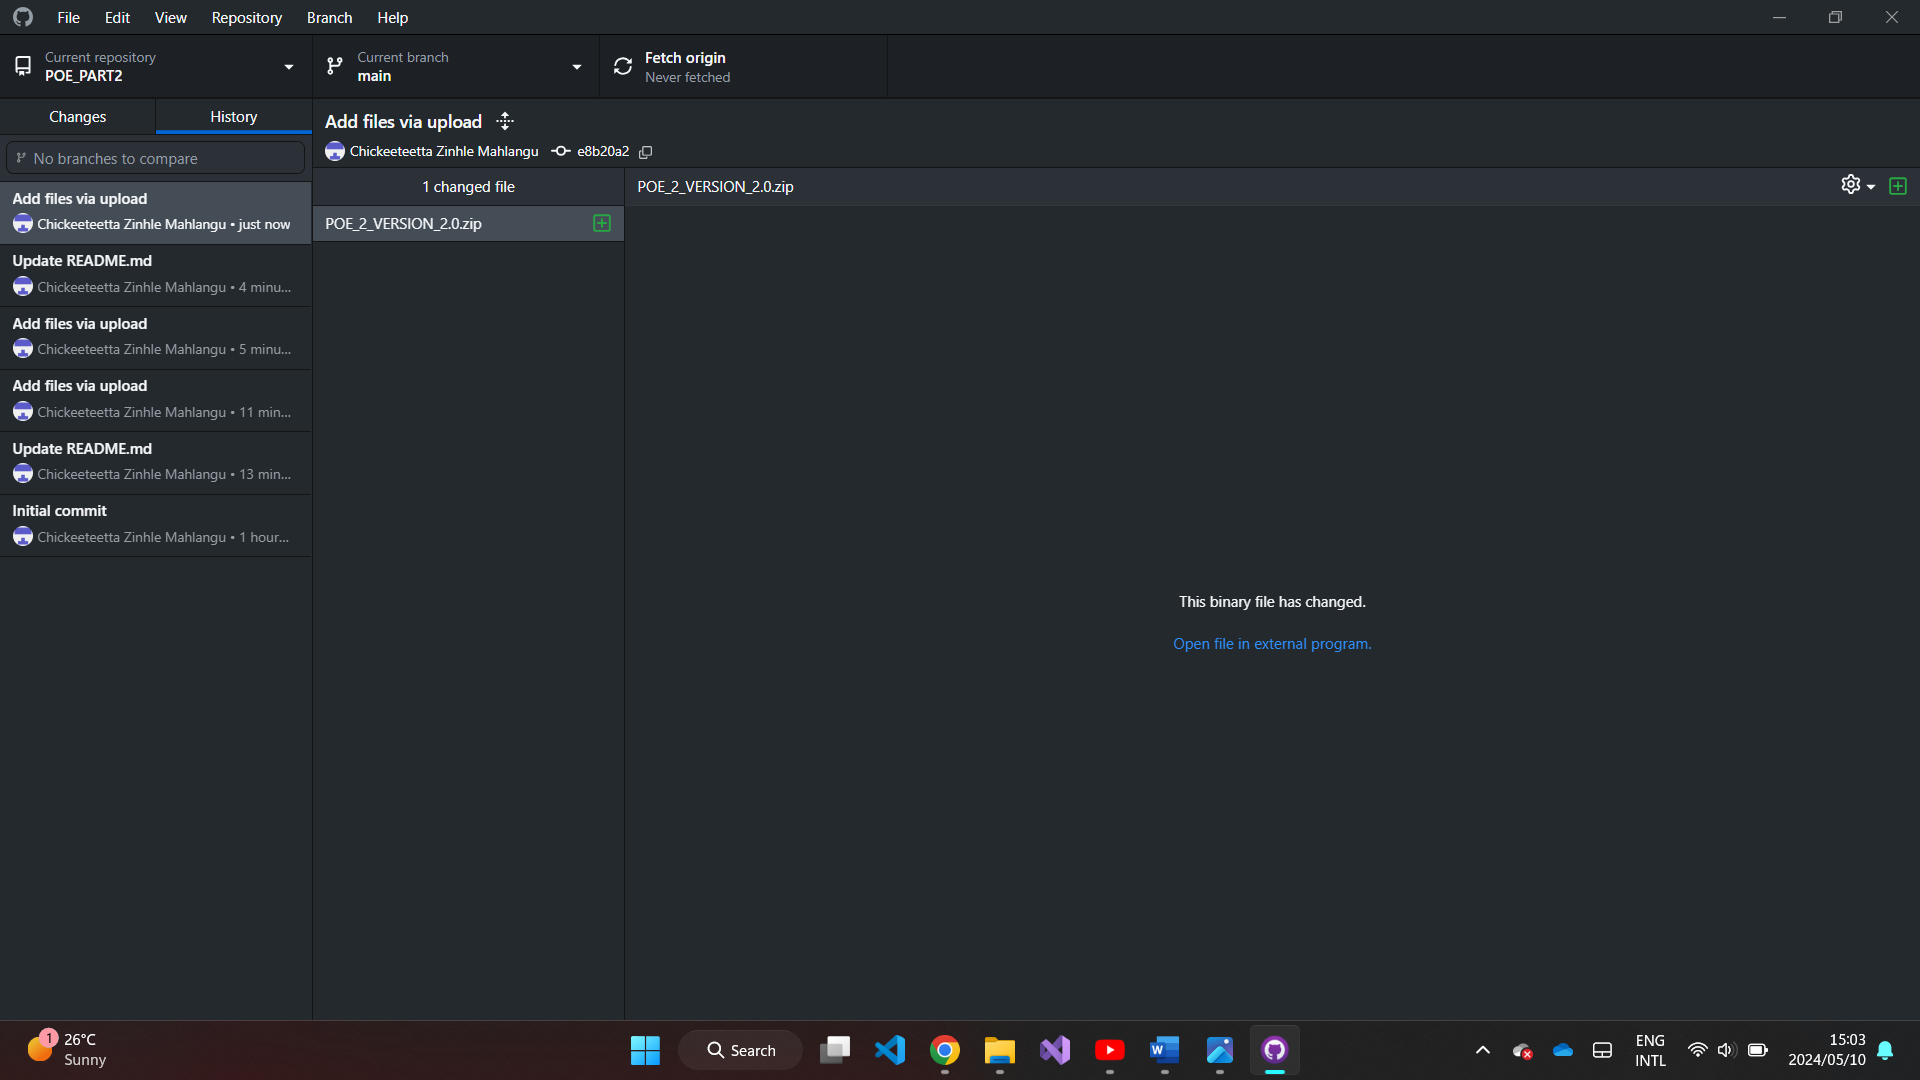 File Edit View Repository Branch Help
Current repository
POE_PART2
Current branch
main
Fetch origin
Never fetched
Changes
History
No branches to compare
Add files via upload
Chickeeteetta Zinhle Mahlangu • just now
Update README.md
Chickeeteetta Zinhle Mahlangu • 4 minu...
Add files via upload
Chickeeteetta Zinhle Mahlangu • 5 minu...
Add files via upload
Chickeeteetta Zinhle Mahlangu • 11 min...
Update README.md
Chickeeteetta Zinhle Mahlangu • 13 min...
Initial commit
Chickeeteetta Zinhle Mahlangu • 1 hour...
Add files via upload
Chickeeteetta Zinhle Mahlangu e8b20a2
1 changed file
POE_2_VERSION_2.0.zip
POE_2_VERSION_2.0.zip
This binary file has changed.
Open file in external program.
1
26°C
Sunny
Search
W
ENG
INTL
15:03
2024/05/10